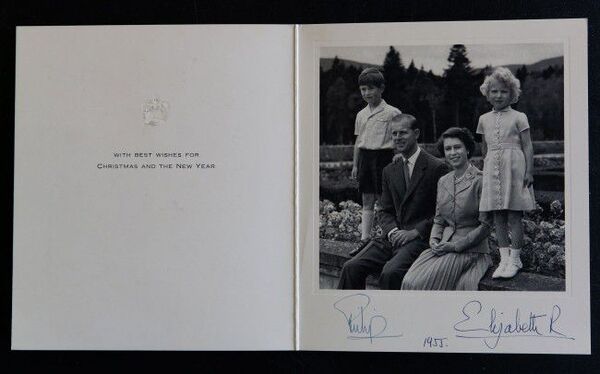 WITH BEST WISHES FOR
CHRISTMAS AND THE NEW YEAR
Philip
1955.
Elizabeth R